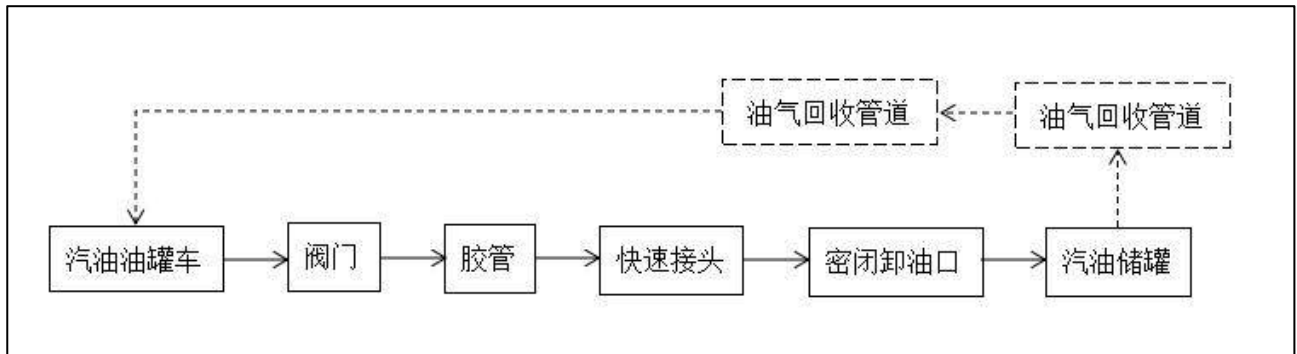 油气回收管道
油气回收管道
汽油油罐车
阀门
胶管
快速接头
密闭卸油口
汽油储罐